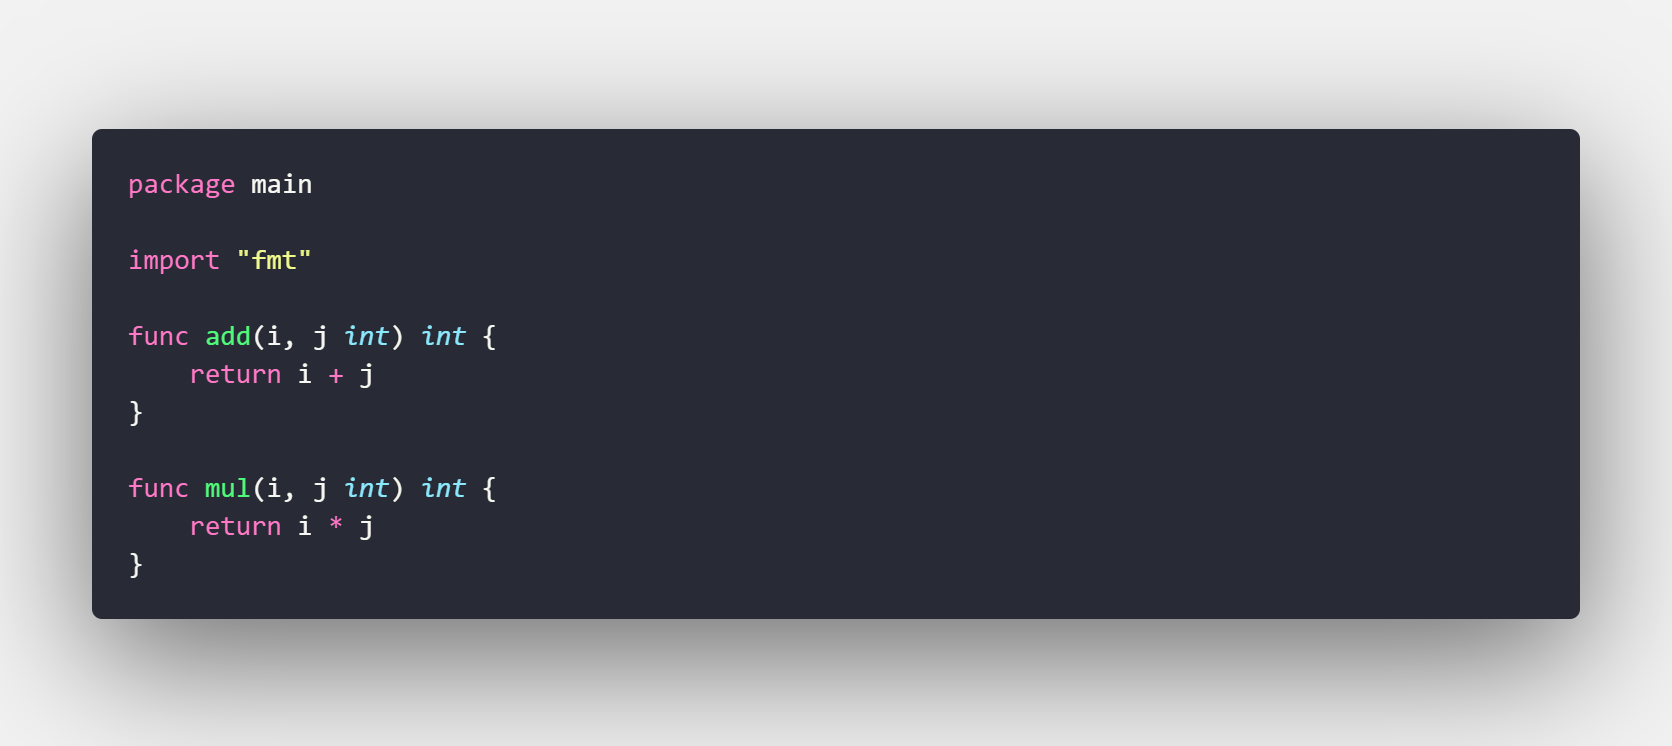 package main
import "fmt"
func add(i, j int) int {
    return i + j
}
func mul(i, j int) int {
    return i * j
}